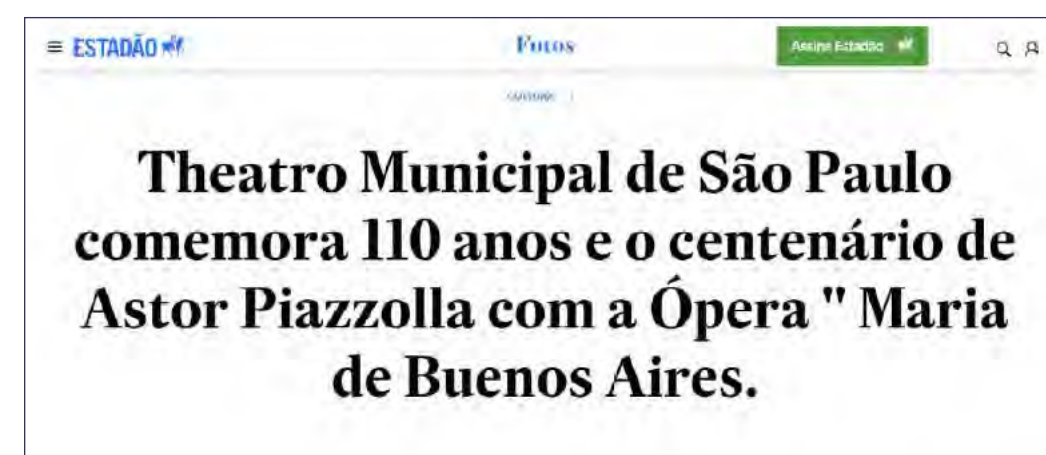 ESTADÃO
Fotos
Assine Estadão
Theatro Municipal de São Paulo
comemora 110 anos e o centenário de
Astor Piazzolla com a Ópera " Maria
de Buenos Aires.